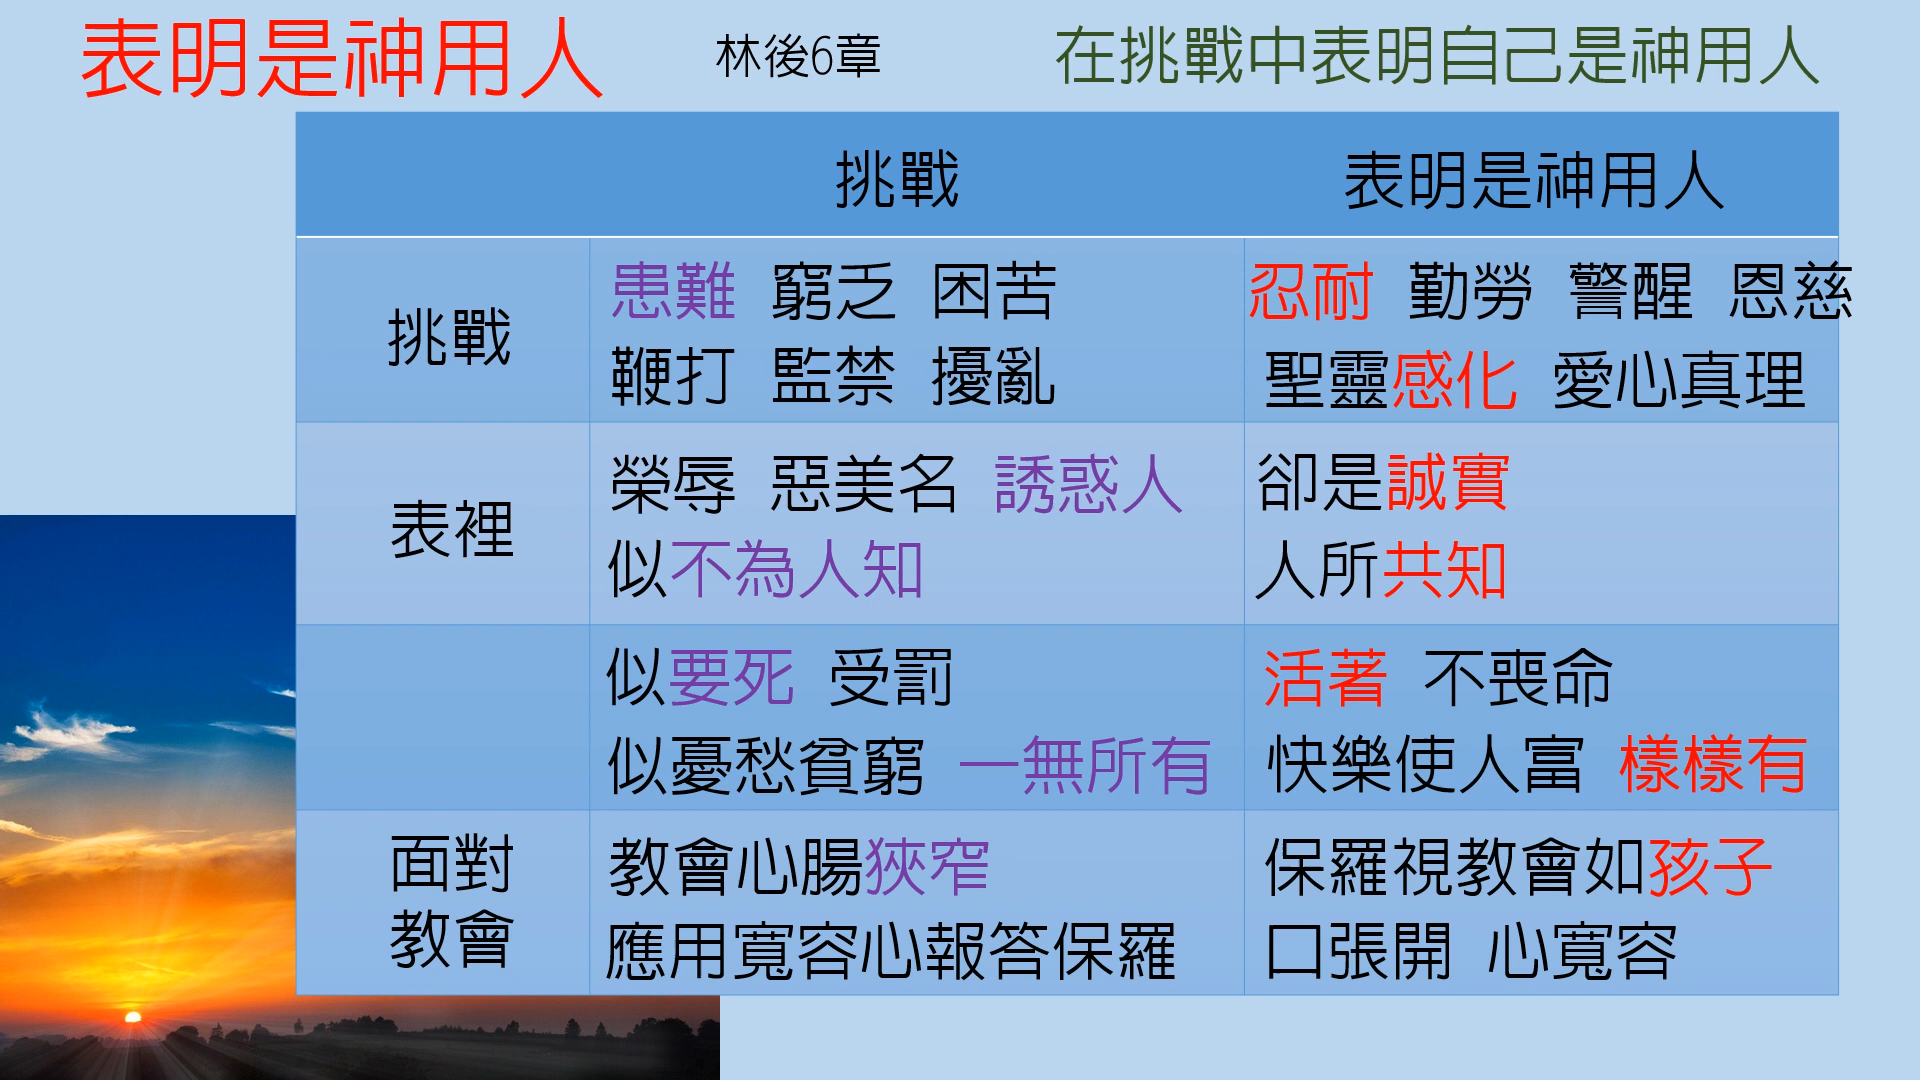 表明是神用人 林後6章 在挑戰中表明自己是神用人
挑戰 表明是神用人
挑戰
患難 窮乏 困苦
鞭打 監禁 擾亂
忍耐 勤勞 警醒 恩慈
聖靈感化 愛心真理
表裡
榮辱 惡美名 誘惑人
似不為人知
卻是誠實
人所共知
似要死 受罰
似憂愁貧窮 一無所有
活著 不喪命
快樂使人富 樣樣有
面對
教會
教會心腸狹窄
應用寬容心報答保羅
保羅視教會如孩子
口張開 心寬容